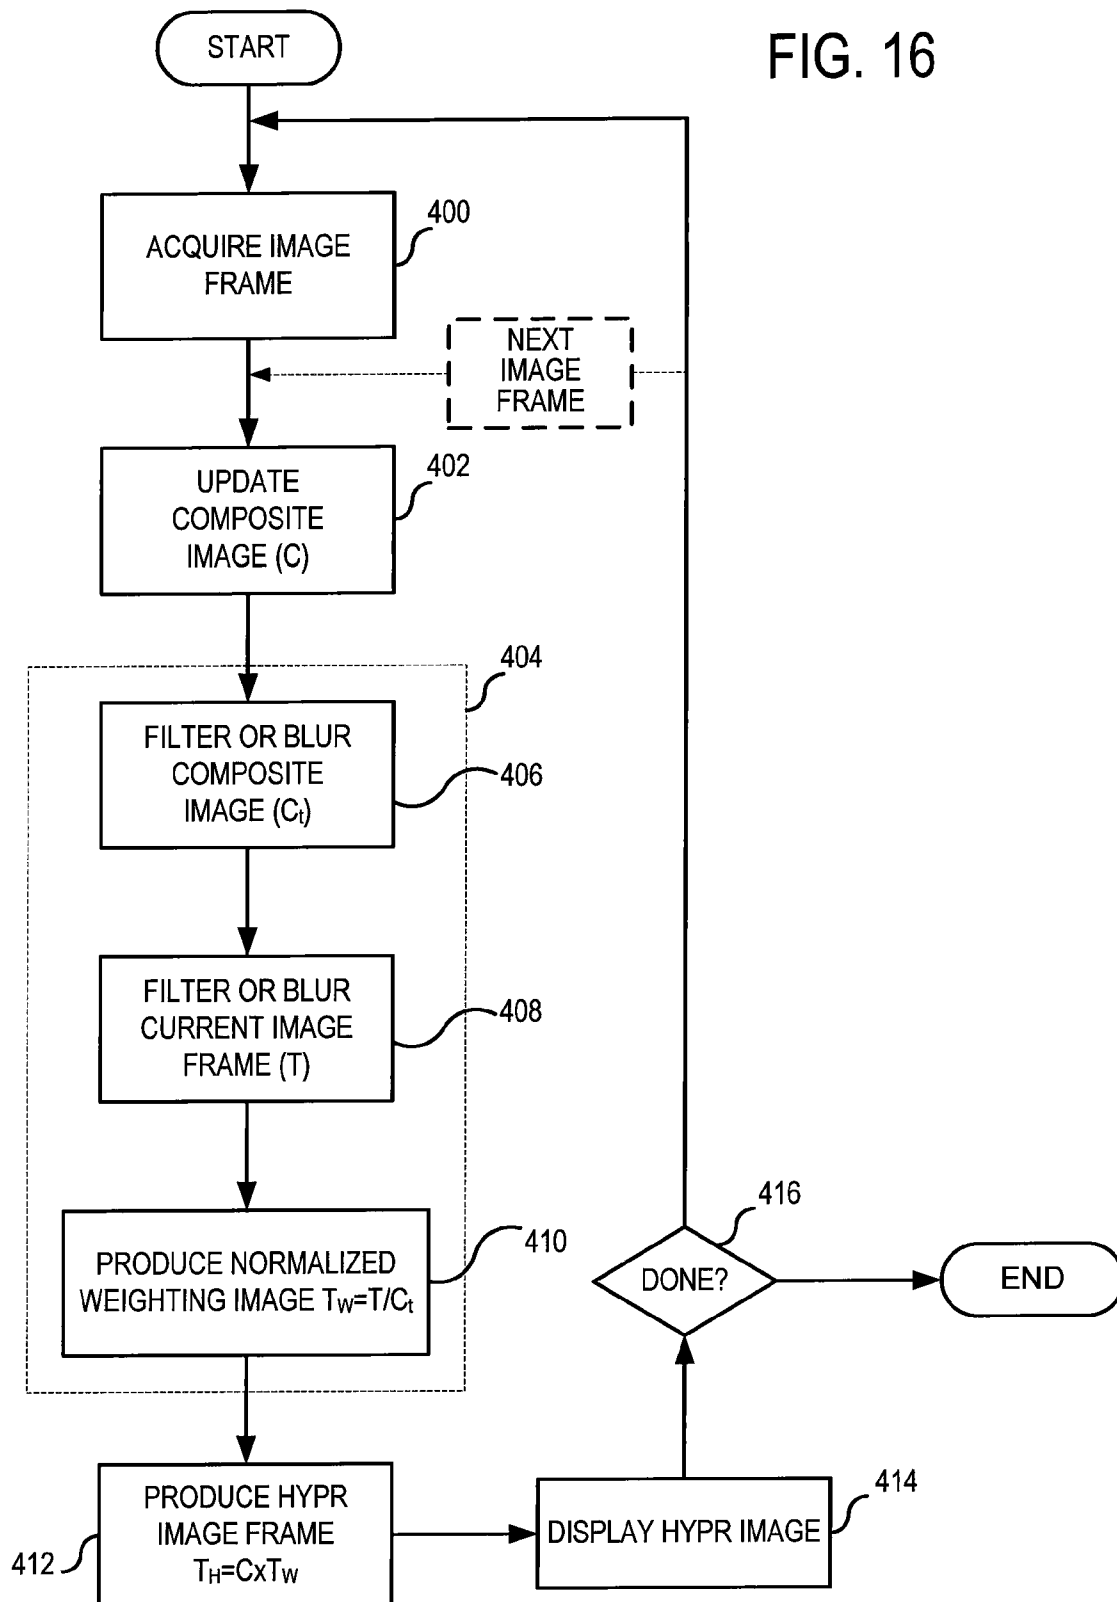 START
FIG. 16
ACQUIRE IMAGE
FRAME
400
NEXT
IMAGE
FRAME
UPDATE
COMPOSITE
IMAGE (C)
402
404
FILTER OR BLUR
COMPOSITE
IMAGE (Ct)
406
FILTER OR BLUR
CURRENT IMAGE
FRAME (T)
408
PRODUCE NORMALIZED
WEIGHTING IMAGE TW=T/Ct
410
416
DONE?
END
PRODUCE HYPR
IMAGE FRAME
TH=CxTW
412
DISPLAY HYPR IMAGE
414